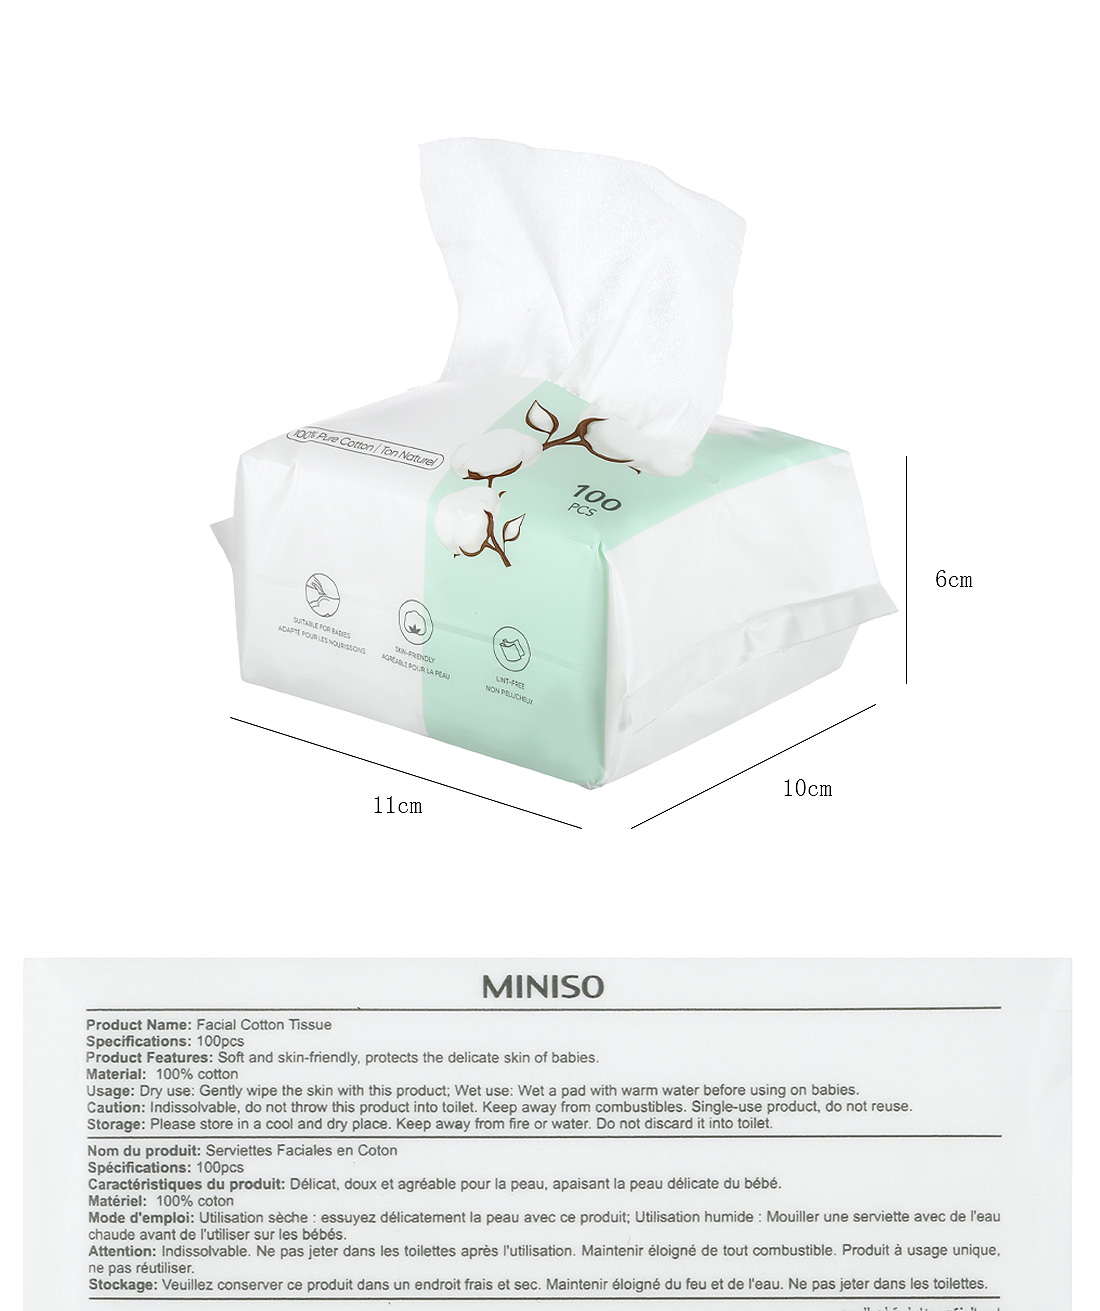 100% Pure Cotton | Ton Naturel
100
PCS
SUITABLE FOR BABIES
ADAPTÉ POUR LES NOURISSONS
SKIN-FRIENDLY
AGRÉABLE POUR LA PEAU
LINT-FREE
NON PELUCHEUX
6cm
10cm
11cm
MINISO
Product Name: Facial Cotton Tissue
Specifications: 100pcs
Product Features: Soft and skin-friendly, protects the delicate skin of babies.
Material: 100% cotton
Usage: Dry use: Gently wipe the skin with this product; Wet use: Wet a pad with warm water before using on babies.
Caution: Indissolvable, do not throw this product into toilet. Keep away from combustibles. Single-use product, do not reuse.
Storage: Please store in a cool and dry place. Keep away from fire or water. Do not discard it into toilet.
Nom du produit: Serviettes Faciales en Coton
Spécifications: 100pcs
Caractéristiques du produit: Délicat, doux et agréable pour la peau, apaisant la peau délicate du bébé.
Matériel: 100% coton
Mode d'emploi: Utilisation sèche : essuyez délicatement la peau avec ce produit; Utilisation humide : Mouiller une serviette avec de l'eau
chaude avant de l'utiliser sur les bébés.
Attention: Indissolvable. Ne pas jeter dans les toilettes après l'utilisation. Maintenir éloigné de tout combustible. Produit à usage unique,
ne pas réutiliser.
Stockage: Veuillez conserver ce produit dans un endroit frais et sec. Maintenir éloigné du feu et de l'eau. Ne pas jeter dans les toilettes.